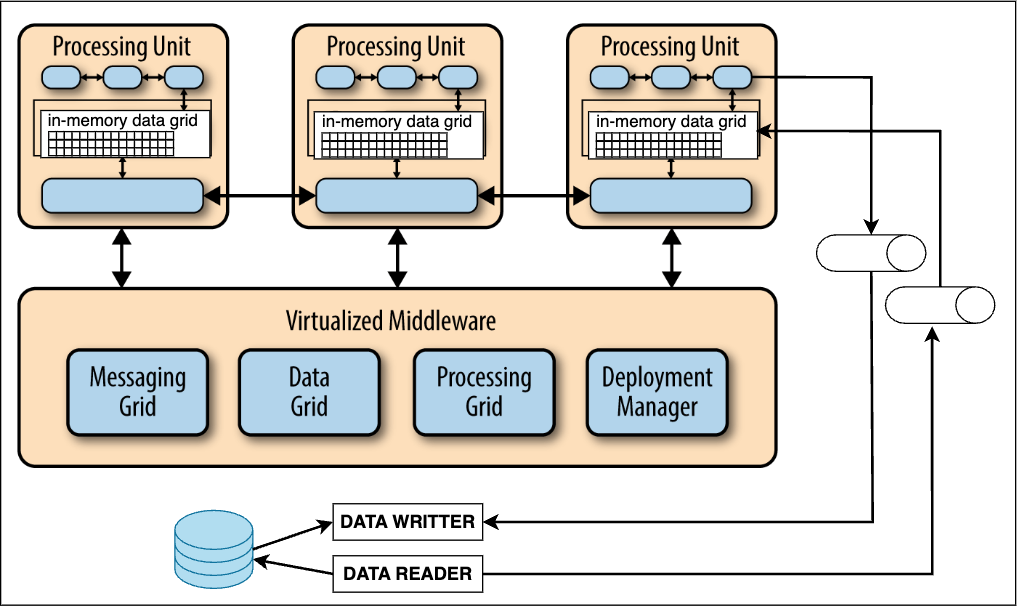 Processing Unit
Processing Unit
Processing Unit
in-memory data grid
in-memory data grid
in-memory data grid
Virtualized Middleware
Messaging
Grid
Data
Grid
Processing
Grid
Deployment
Manager
DATA WRITTER
DATA READER